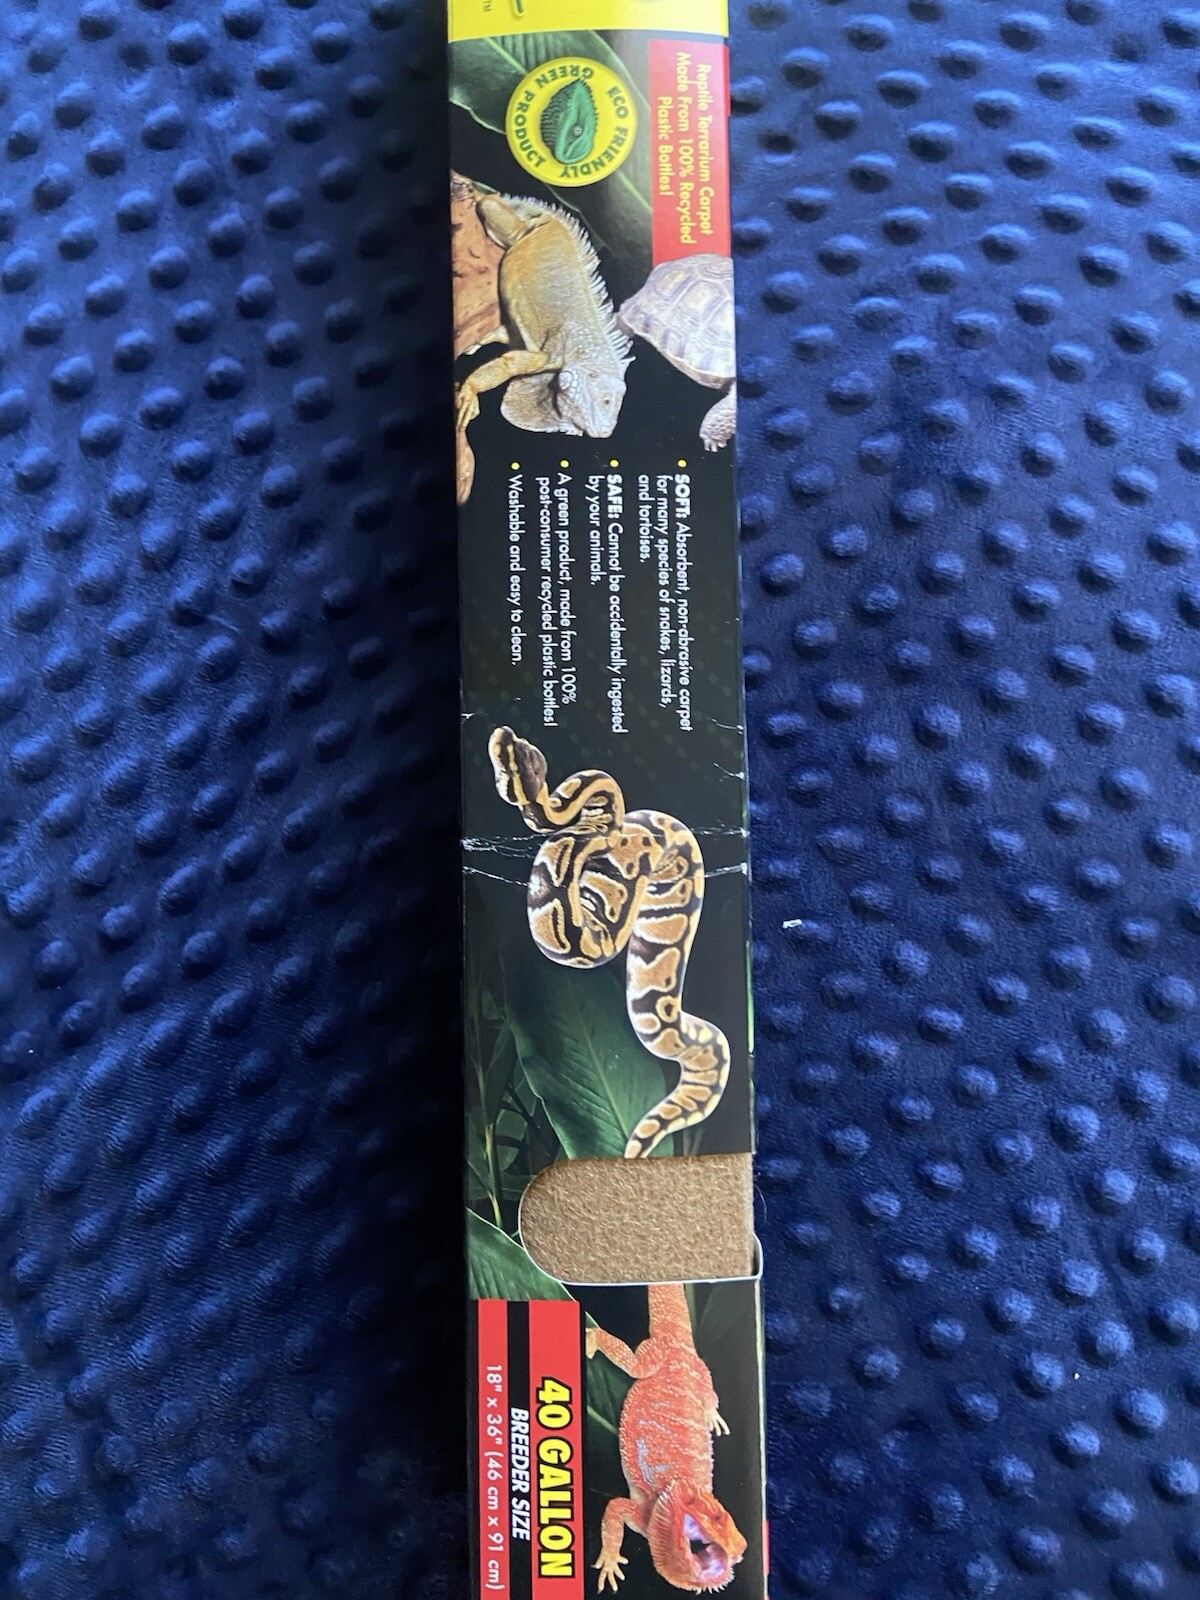 ™
ECO FRIENDLY
GREEN PRODUCT
Reptile Terrarium Carpet
Made From 100% Recycled
Plastic Bottles!
• SOFT: Absorbent, non-abrasive carpet
for many species of snakes, lizards,
and tortoises.
• SAFE: Cannot be accidentally ingested
by your animals.
• A green product, made from 100%
post-consumer recycled plastic bottles!
• Washable and easy to clean.
40 GALLON
BREEDER SIZE
18" x 36" (46 cm x 91 cm)